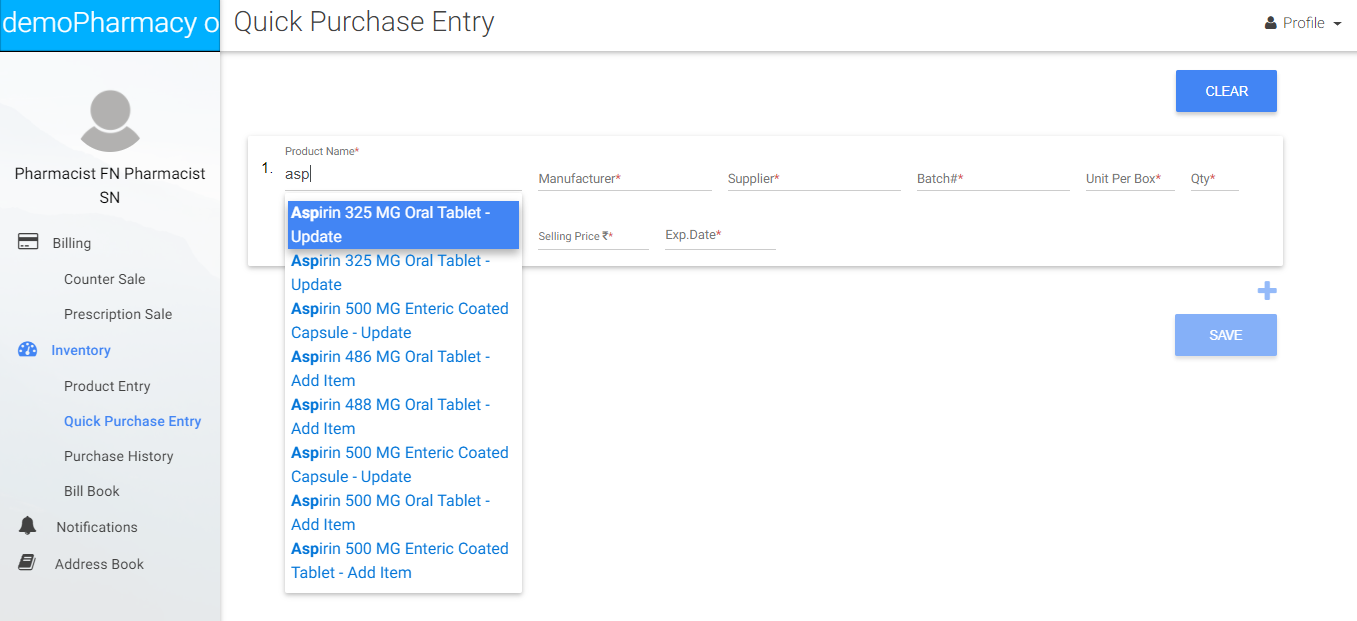 demoPharmacy o
Quick Purchase Entry
Profile
Pharmacist FN Pharmacist
SN
Billing
Counter Sale
Prescription Sale
Inventory
Product Entry
Quick Purchase Entry
Purchase History
Bill Book
Notifications
Address Book
CLEAR
1.
Product Name*
asp
Manufacturer*
Supplier*
Batch#*
Unit Per Box*
Qty*
Selling Price ₹*
Exp.Date*
Aspirin 325 MG Oral Tablet -
Update
Aspirin 325 MG Oral Tablet -
Update
Aspirin 500 MG Enteric Coated
Capsule - Update
Aspirin 486 MG Oral Tablet -
Add Item
Aspirin 488 MG Oral Tablet -
Add Item
Aspirin 500 MG Enteric Coated
Capsule - Update
Aspirin 500 MG Oral Tablet -
Add Item
Aspirin 500 MG Enteric Coated
Tablet - Add Item
SAVE